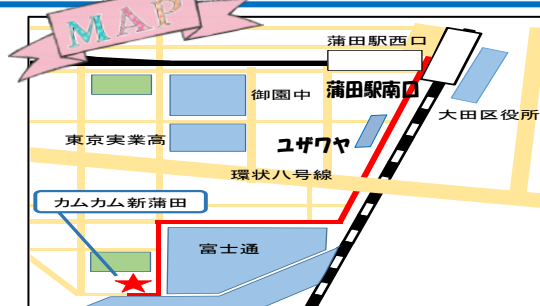 MAP
蒲田駅西口
蒲田駅南口
御園中
大田区役所
東京実業高
ユザワヤ
環状八号線
カムカム新蒲田
富士通